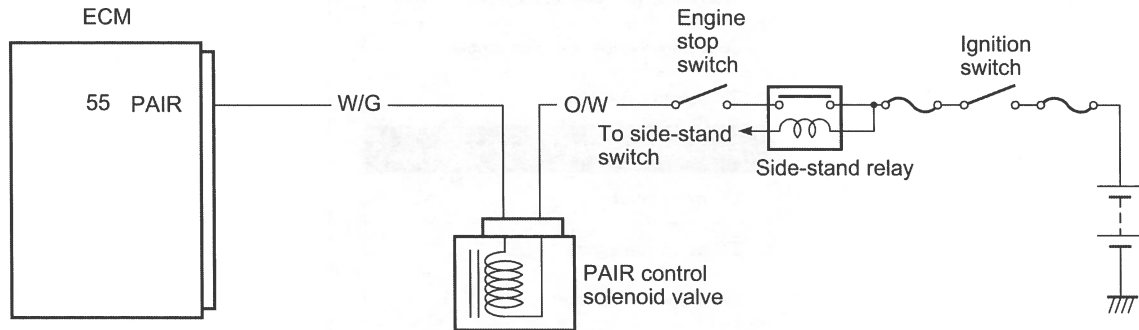 ECM
55 PAIR
W/G
O/W
Engine
stop
switch
Ignition
switch
To side-stand
switch
Side-stand relay
PAIR control
solenoid valve